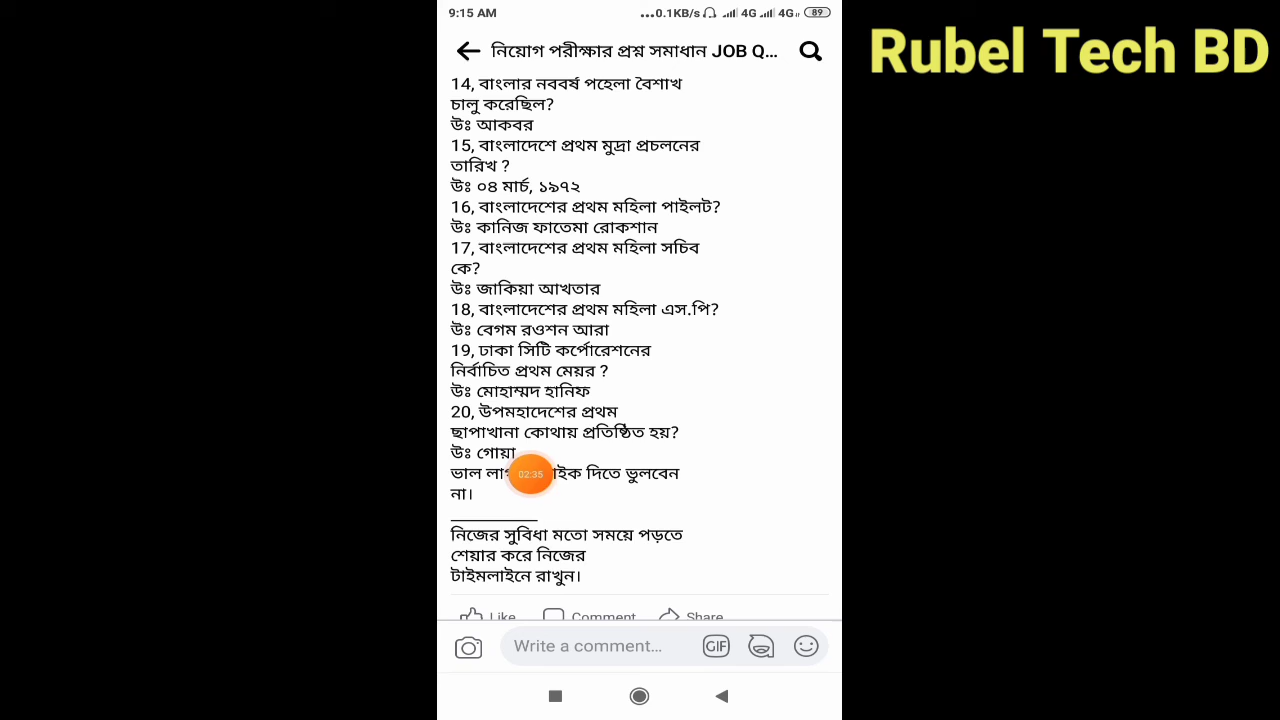 9:15 AM
...0.1KB/s 4G 4G 89
নিয়োগ পরীক্ষার প্রশ্ন সমাধান JOB Q...
Rubel Tech BD
14, বাংলার নববর্ষ পহেলা বৈশাখ
চালু করেছিল?
উঃ আকবর
15, বাংলাদেশে প্রথম মুদ্রা প্রচলনের
তারিখ ?
উঃ ০৪ মার্চ, ১৯৭২
16, বাংলাদেশের প্রথম মহিলা পাইলট?
উঃ কানিজ ফাতেমা রোকশান
17, বাংলাদেশের প্রথম মহিলা সচিব
কে?
উঃ জাকিয়া আখতার
18, বাংলাদেশের প্রথম মহিলা এস.পি?
উঃ বেগম রওশন আরা
19, ঢাকা সিটি কর্পোরেশনের
নির্বাচিত প্রথম মেয়র ?
উঃ মোহাম্মদ হানিফ
20, উপমহাদেশের প্রথম
ছাপাখানা কোথায় প্রতিষ্ঠিত হয়?
উঃ গোয়া
ভাল দিতে ভুলবেন
02:35
না।
নিজের সুবিধা মতো সময়ে পড়তে
শেয়ার করে নিজের
টাইমলাইনে রাখুন।
Like Comment Share
Write a comment... GIF